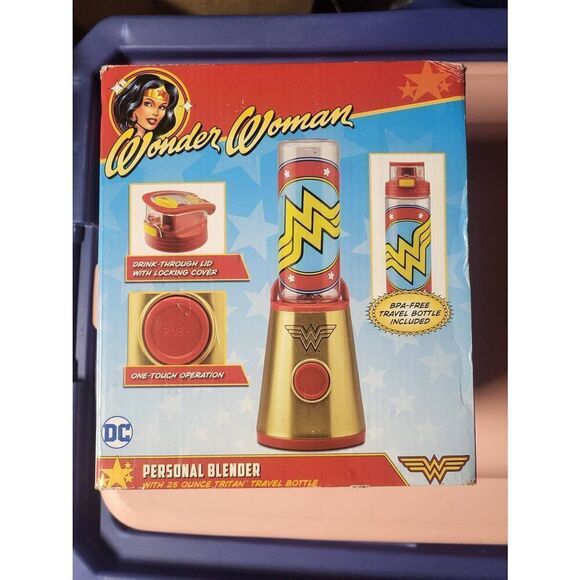 Wonder Woman
DRINK-THROUGH LID
WITH LOCKING COVER
PUSH
ONE-TOUCH OPERATION
BPA-FREE
TRAVEL BOTTLE
INCLUDED
DC
PERSONAL BLENDER
WITH 25 OUNCE TRITAN™ TRAVEL BOTTLE